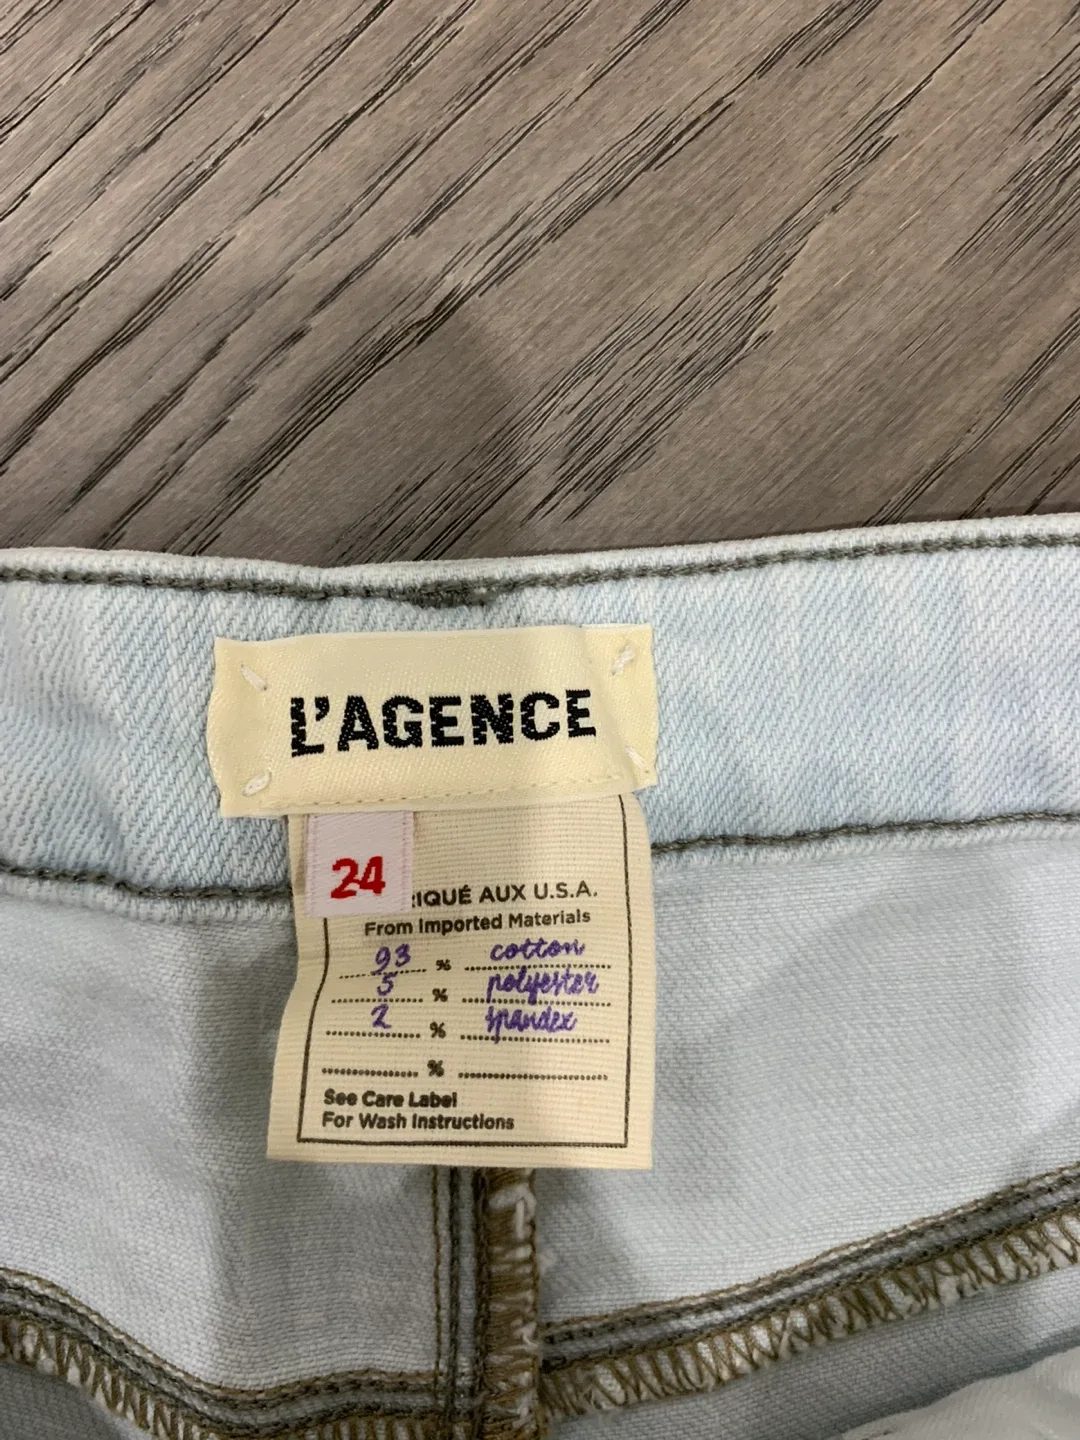 L'AGENCE
24
RIQUÉ AUX U.S.A.
From Imported Materials
93 % cotton
5 % polyester
2 % spandex
%
See Care Label
For Wash Instructions